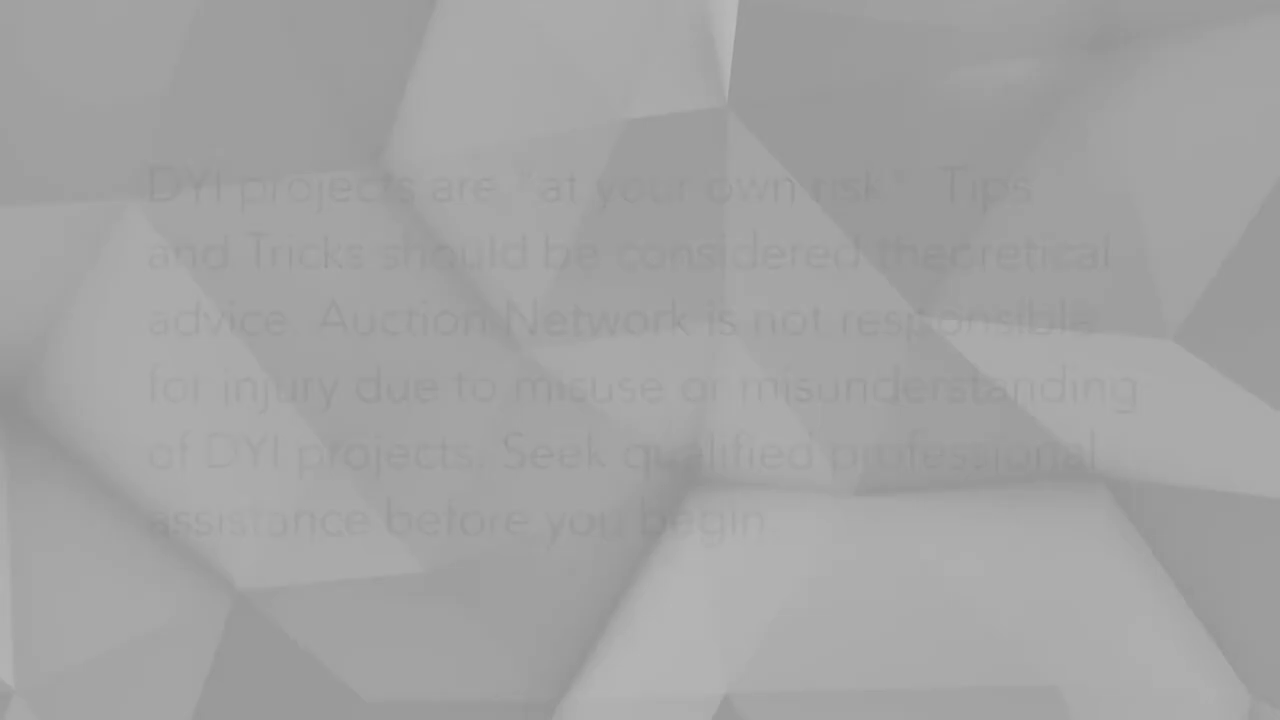 DYI projects are "at your own risk". Tips
and Tricks should be considered theoretical
advice. Auction Network is not responsible
for injury due to misuse or misunderstanding
of DYI projects. Seek qualified professional
assistance before you begin